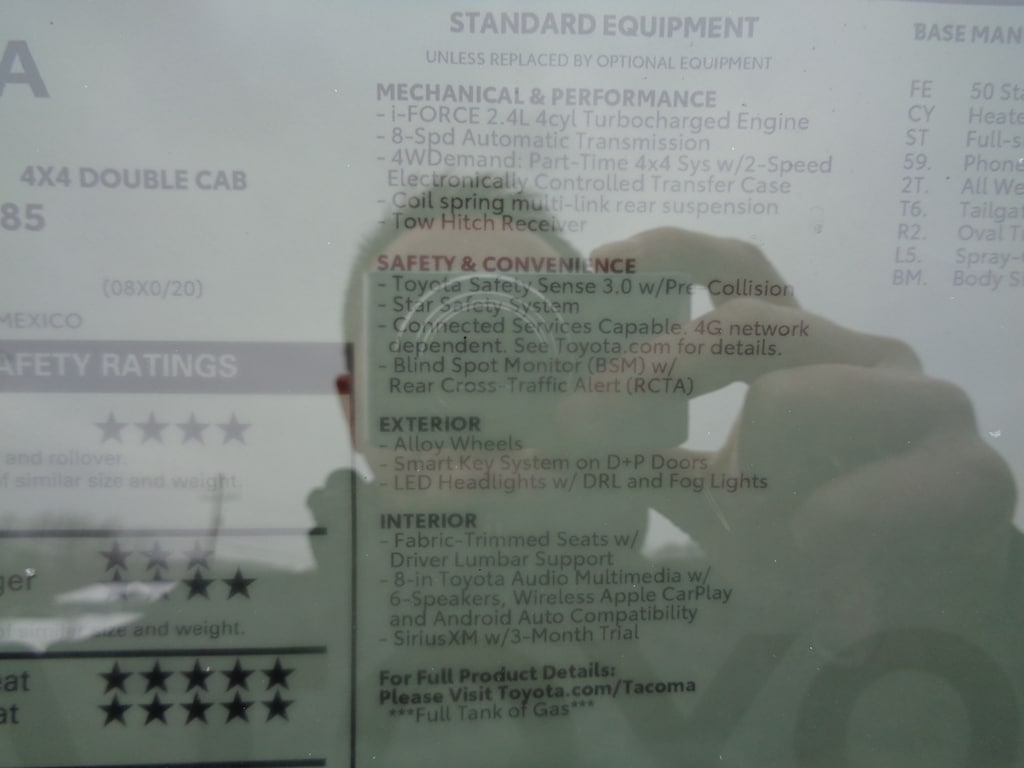 A
4X4 DOUBLE CAB
85
(08X0/20)
MEXICO
AFETY RATINGS
★★★★
and rollover.
of similar size and weight.
★★★
ger ★★★★
of similar size and weight.
eat ★★★★★
at ★★★★★
STANDARD EQUIPMENT
UNLESS REPLACED BY OPTIONAL EQUIPMENT
MECHANICAL & PERFORMANCE
- i-FORCE 2.4L 4cyl Turbocharged Engine
- 8-Spd Automatic Transmission
- 4WDemand: Part-Time 4x4 Sys w/2-Speed
Electronically Controlled Transfer Case
- Coil spring multi-link rear suspension
- Tow Hitch Receiver
SAFETY & CONVENIENCE
- Toyota Safety Sense 3.0 w/Pre-Collision
- Star Safety System
- Connected Services Capable. 4G network
dependent. See Toyota.com for details.
- Blind Spot Monitor (BSM) w/
Rear Cross-Traffic Alert (RCTA)
EXTERIOR
- Alloy Wheels
- Smart Key System on D+P Doors
- LED Headlights w/ DRL and Fog Lights
INTERIOR
- Fabric-Trimmed Seats w/
Driver Lumbar Support
- 8-in Toyota Audio Multimedia w/
6-Speakers, Wireless Apple CarPlay
and Android Auto Compatibility
- SiriusXM w/3-Month Trial
For Full Product Details:
Please Visit Toyota.com/Tacoma
***Full Tank of Gas***
BASE MAN
FE 50 Sta
CY Heate
ST Full-s
59. Phone
2T. All We
T6. Tailgat
R2. Oval T
L5. Spray-
BM. Body S